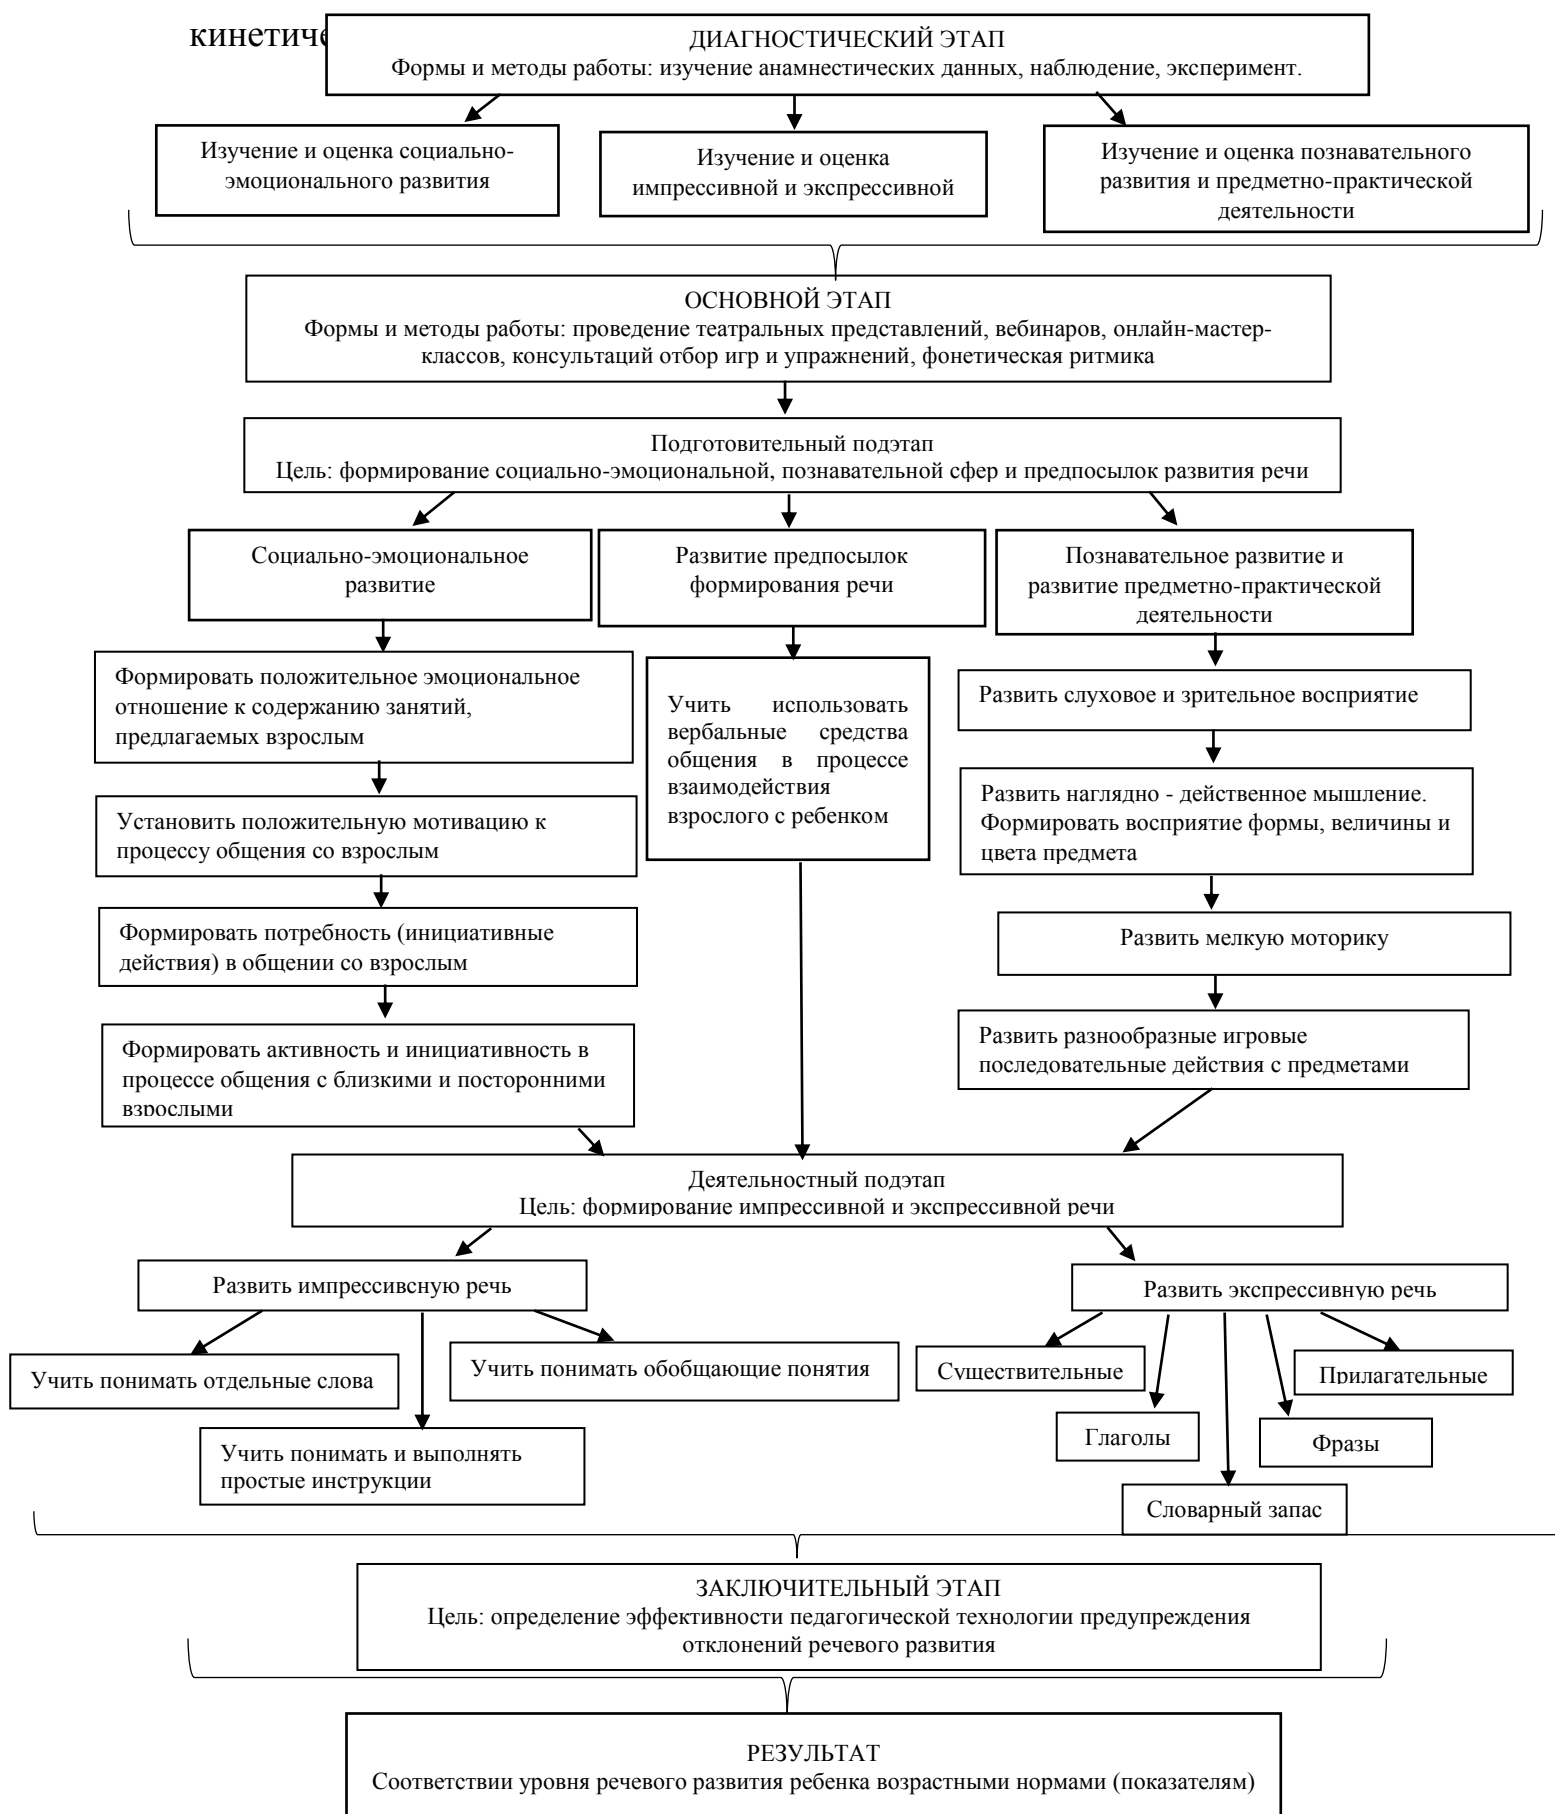 кинетиче
ДИАГНОСТИЧЕСКИЙ ЭТАП
Формы и методы работы: изучение анамнестических данных, наблюдение, эксперимент.
Изучение и оценка социально-
эмоционального развития
Изучение и оценка
импрессивной и экспрессивной
Изучение и оценка познавательного
развития и предметно-практической
деятельности
ОСНОВНОЙ ЭТАП
Формы и методы работы: проведение театральных представлений, вебинаров, онлайн-мастер-
классов, консультаций отбор игр и упражнений, фонетическая ритмика
Подготовительный подэтап
Цель: формирование социально-эмоциональной, познавательной сфер и предпосылок развития речи
Социально-эмоциональное
развитие
Развитие предпосылок
формирования речи
Познавательное развитие и
развитие предметно-практической
деятельности
Формировать положительное эмоциональное
отношение к содержанию занятий,
предлагаемых взрослым
Учить использовать
вербальные средства
общения в процессе
взаимодействия
взрослого с ребенком
Развить слуховое и зрительное восприятие
Установить положительную мотивацию к
процессу общения со взрослым
Развить наглядно - действенное мышление.
Формировать восприятие формы, величины и
цвета предмета
Формировать потребность (инициативные
действия) в общении со взрослым
Развить мелкую моторику
Формировать активность и инициативность в
процессе общения с близкими и посторонними
взрослыми
Развить разнообразные игровые
последовательные действия с предметами
Деятельностный подэтап
Цель: формирование импрессивной и экспрессивной речи
Развить импрессивсную речь
Развить экспрессивную речь
Учить понимать отдельные слова
Учить понимать обобщающие понятия
Учить понимать и выполнять
простые инструкции
Существительные
Прилагательные
Глаголы
Фразы
Словарный запас
ЗАКЛЮЧИТЕЛЬНЫЙ ЭТАП
Цель: определение эффективности педагогической технологии предупреждения
отклонений речевого развития
РЕЗУЛЬТАТ
Соответствии уровня речевого развития ребенка возрастными нормами (показателям)